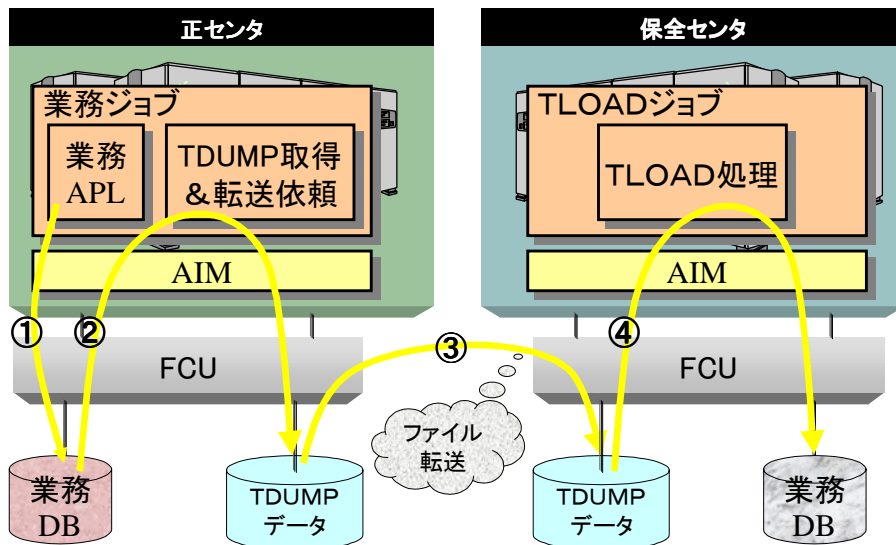 正センタ
業務ジョブ
業務
APL
TDUMP取得
&転送依頼
AIM
①
②
FCU
業務
DB
TDUMP
データ
③
ファイル
転送
保全センタ
TLOADジョブ
TLOAD処理
AIM
④
FCU
TDUMP
データ
業務
DB